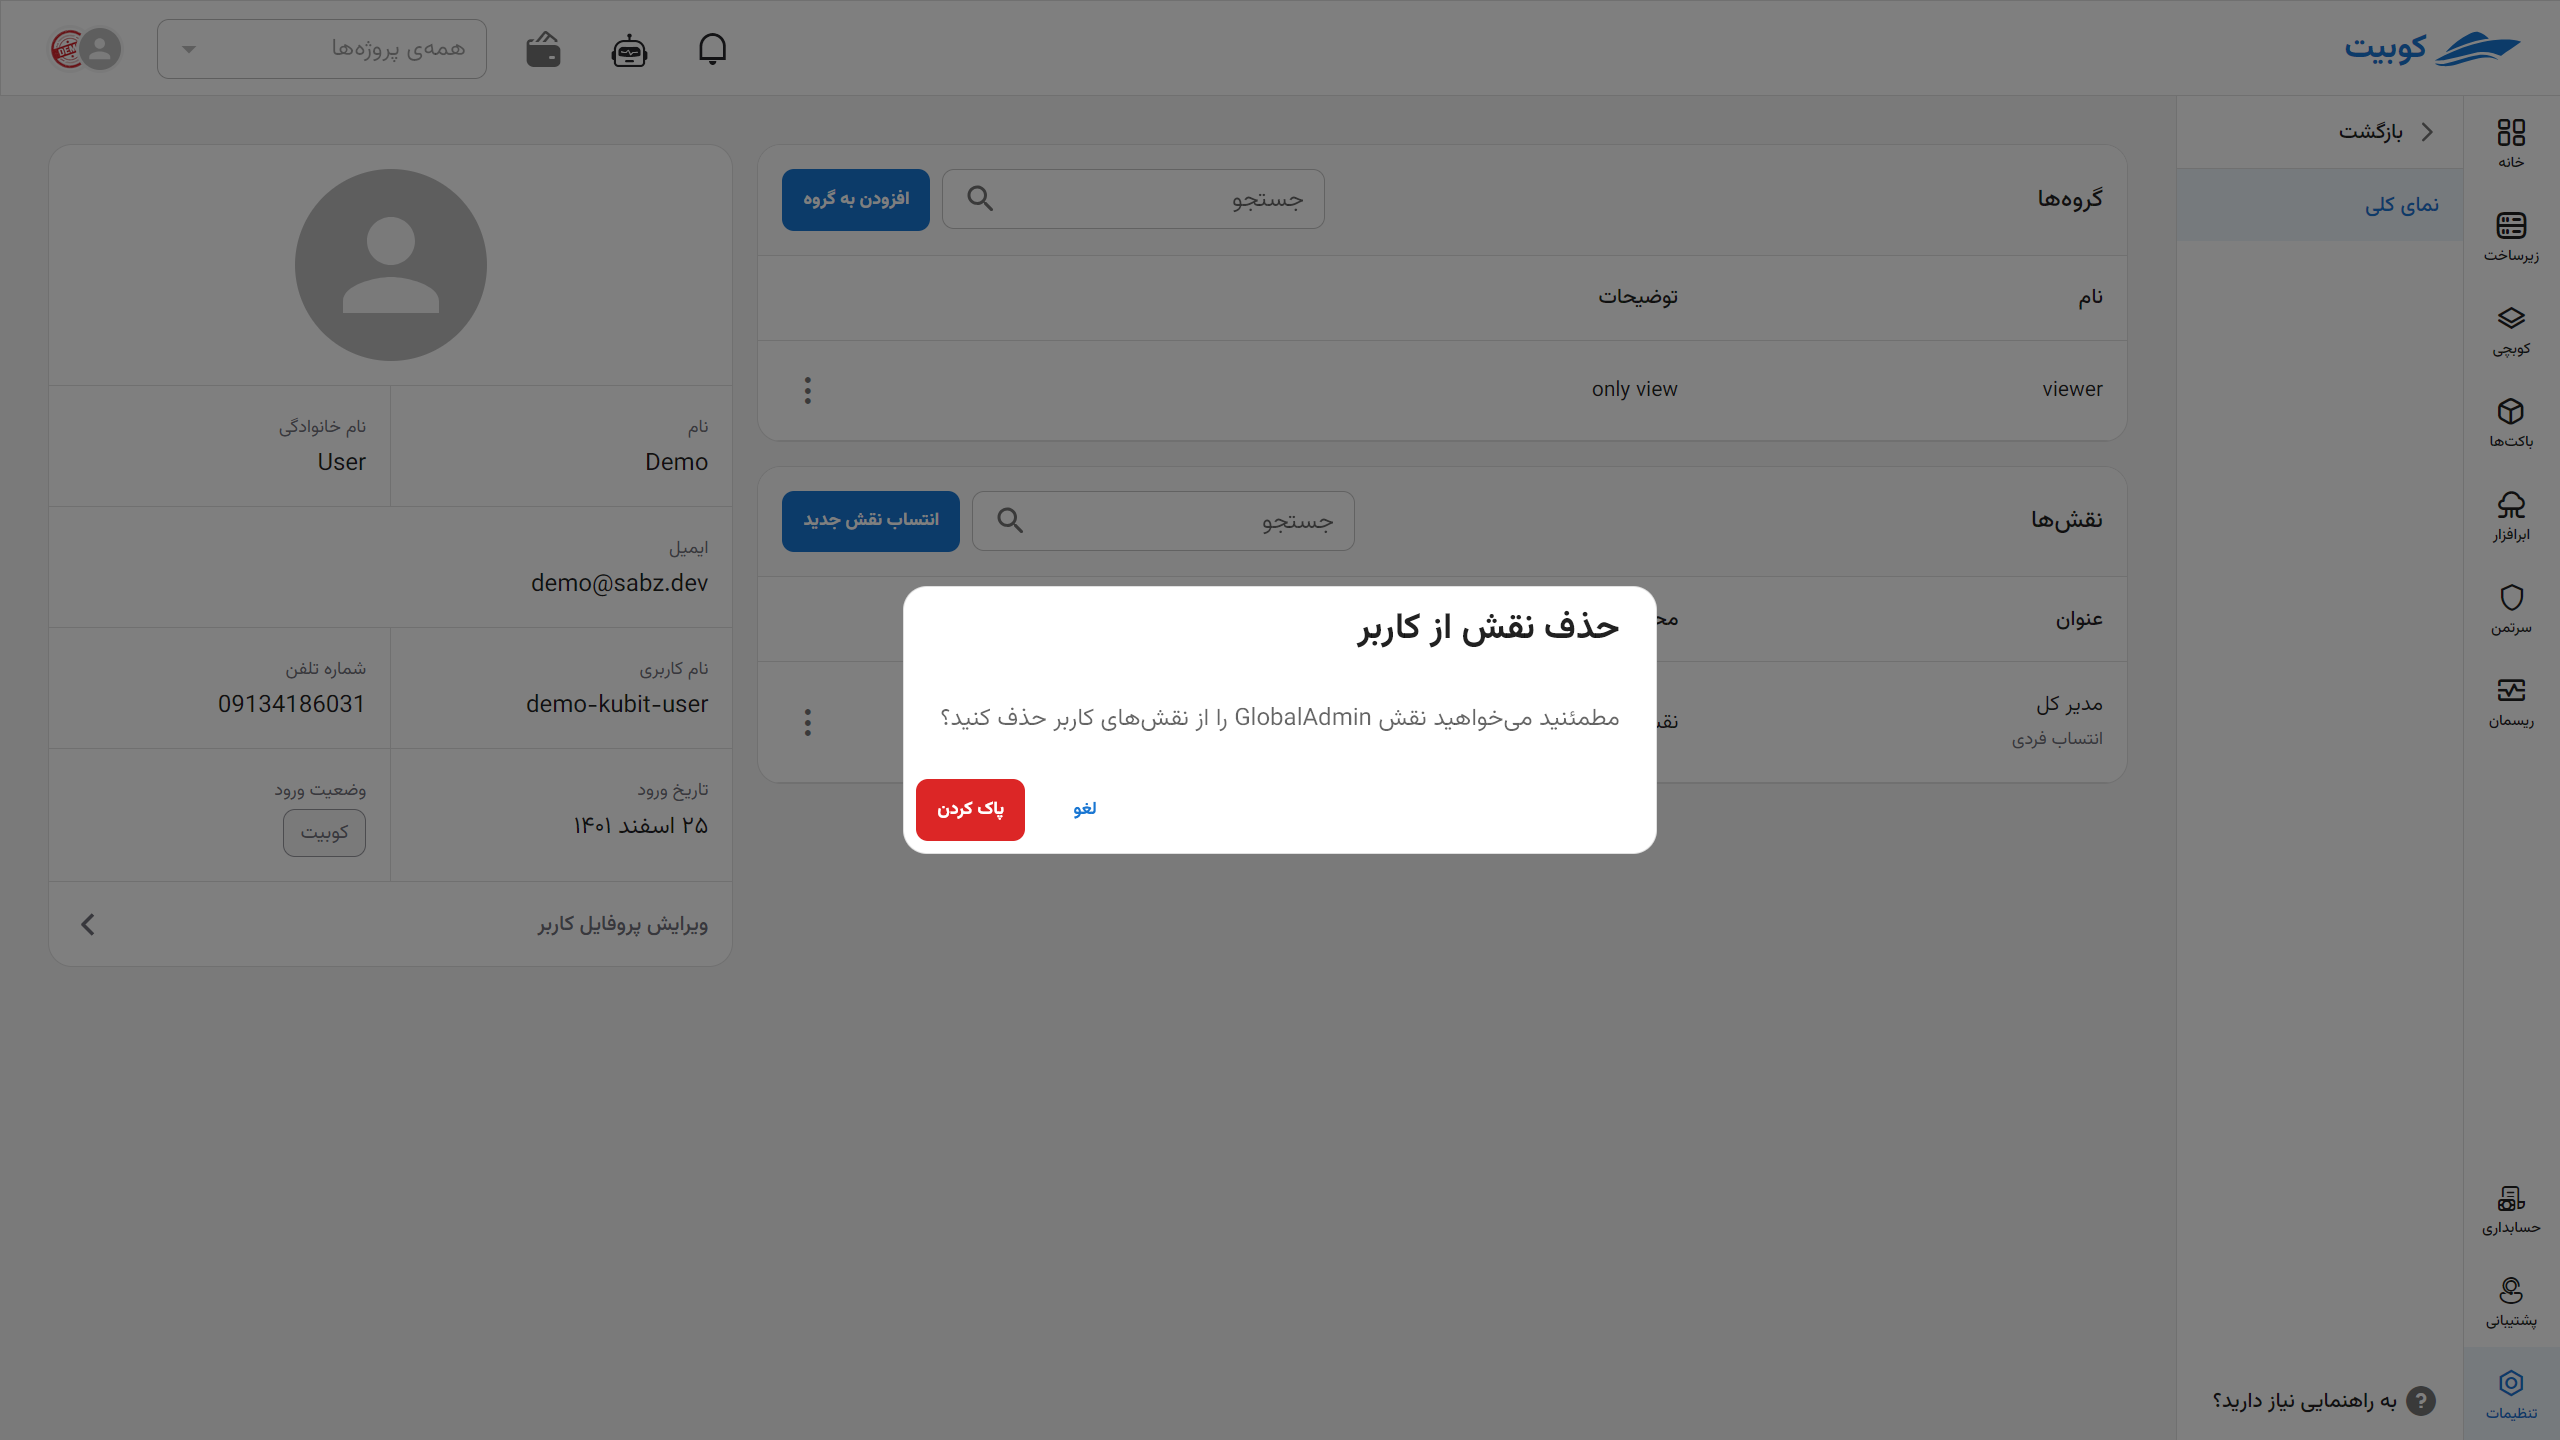 کوبیت
همه‌ی پروژه‌ها
خانه
زیرساخت
کوبچی
باکت‌ها
ابرافزار
سرتمن
ریسمان
حسابداری
پشتیبانی
تنظیمات
بازگشت
نمای کلی
به راهنمایی نیاز دارید؟
گروه‌ها
جستجو
افزودن به گروه
نام
توضیحات
viewer
only view
نقش‌ها
جستجو
انتساب نقش جدید
عنوان
مدیر کل
انتساب فردی
حذف نقش از کاربر
مطمئنید می‌خواهید نقش GlobalAdmin را از نقش‌های کاربر حذف کنید؟
لغو
پاک کردن
نام
Demo
نام خانوادگی
User
ایمیل
demo@sabz.dev
نام کاربری
demo-kubit-user
شماره تلفن
09134186031
تاریخ ورود
۲۵ اسفند ۱۴۰۱
وضعیت ورود
کوبیت
ویرایش پروفایل کاربر